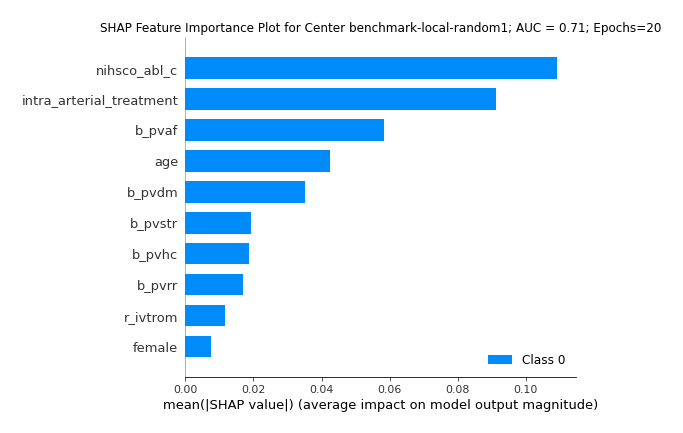 SHAP Feature Importance Plot for Center benchmark-local-random1; AUC = 0.71; Epochs=20
nihsco_abl_c
intra_arterial_treatment
b_pvaf
age
b_pvdm
b_pvstr
b_pvhc
b_pvrr
r_ivtrom
female
Class 0
0.00 0.02 0.04 0.06 0.08 0.10
mean(|SHAP value|) (average impact on model output magnitude)